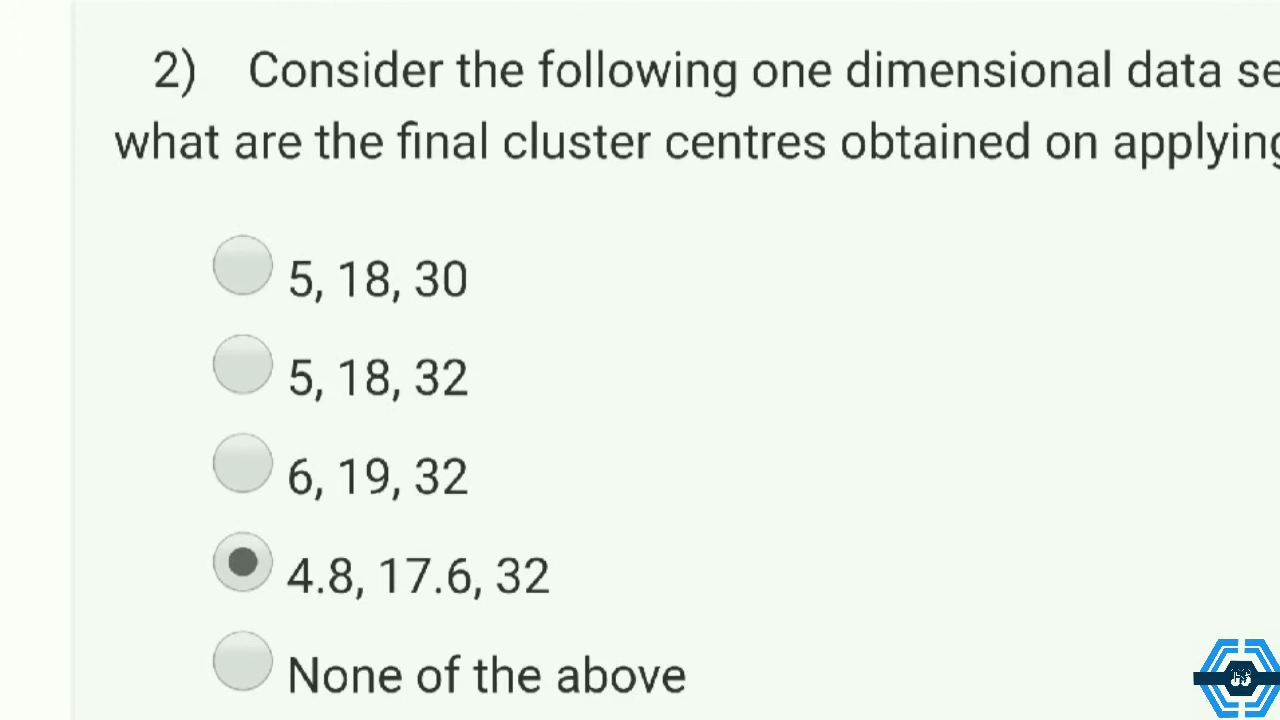 2) Consider the following one dimensional data se
what are the final cluster centres obtained on applying
5, 18, 30
5, 18, 32
6, 19, 32
4.8, 17.6, 32
None of the above